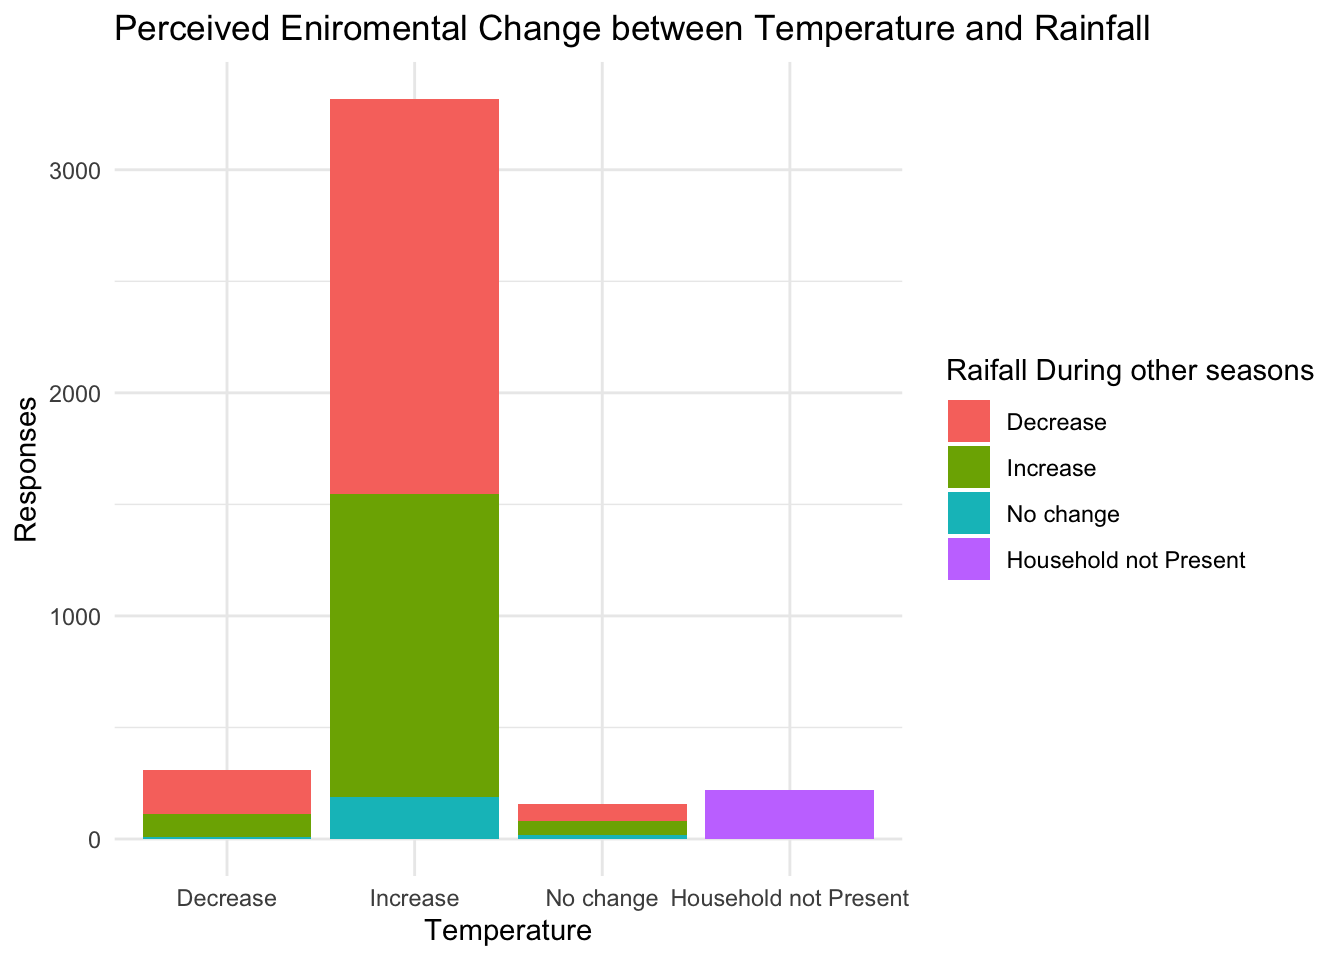 Perceived Eniromental Change between Temperature and Rainfall
3000
2000
1000
0
Responses
Decrease
Increase
No change
Household not Present
Temperature
Raifall During other seasons
Decrease
Increase
No change
Household not Present